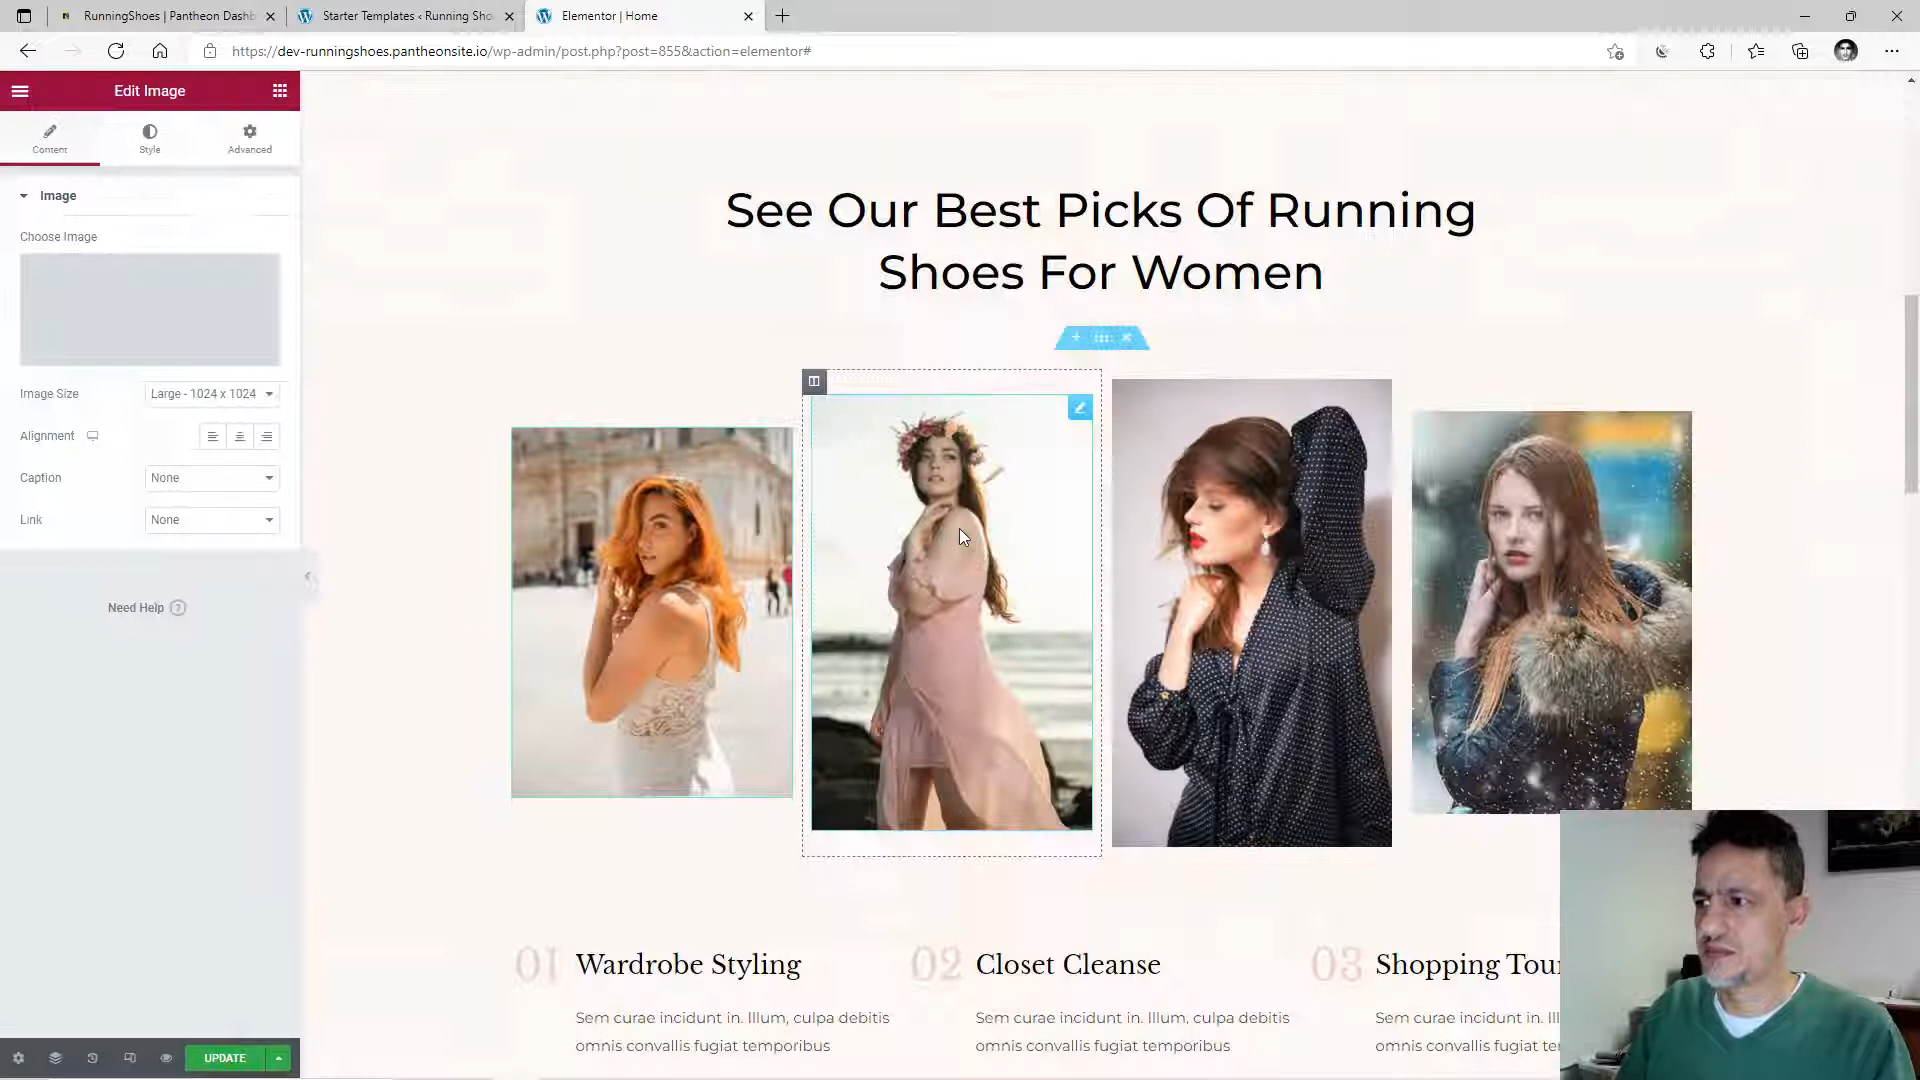 RunningShoes | Pantheon Dashb
Starter Templates ‹ Running Sho
Elementor | Home
https://dev-runningshoes.pantheonsite.io/wp-admin/post.php?post=855&action=elementor#
Edit Image
Content
Style
Advanced
Image
Choose Image
Image Size
Large - 1024 x 1024
Alignment
Caption
None
Link
None
Need Help ?
UPDATE
See Our Best Picks Of Running
Shoes For Women
01 Wardrobe Styling
Sem curae incidunt in. Illum, culpa debitis
omnis convallis fugiat temporibus
02 Closet Cleanse
Sem curae incidunt in. Illum, culpa debitis
omnis convallis fugiat temporibus
03 Shopping Tour
Sem curae incidunt in. Ill
omnis convallis fugiat te